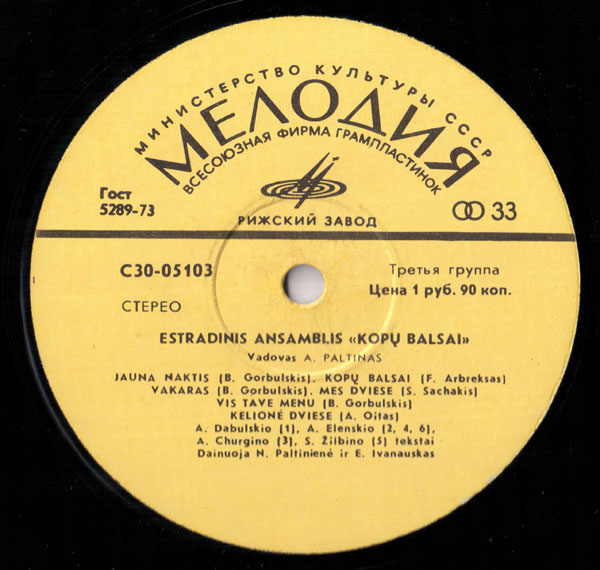 МИНИСТЕРСТВО КУЛЬТУРЫ СССР
МЕЛОДИЯ
ВСЕСОЮЗНАЯ ФИРМА ГРАМПЛАСТИНОК
Гост
5289-73
РИЖСКИЙ ЗАВОД
33
С30-05103
Третья группа
Цена 1 руб. 90 коп.
СТЕРЕО
ESTRADINIS ANSAMBLIS «KOPŲ BALSAI»
Vadovas A. PALTINAS
JAUNA NAKTIS (B. Gorbulskis), KOPŲ BALSAI (F. Arbreksas)
VAKARAS (B. Gorbulskis), MES DVIESE (S. Sachakis)
VIS TAVE MENU (B. Gorbulskis)
KELIONĖ DVIESE (A. Oitas)
A. Dabulskio (1), A. Elenskio (2, 4, 6),
A. Churgino (3), S. Žilbino (5) tekstai
Dainuoja N. Paltinienė ir E. Ivanauskas